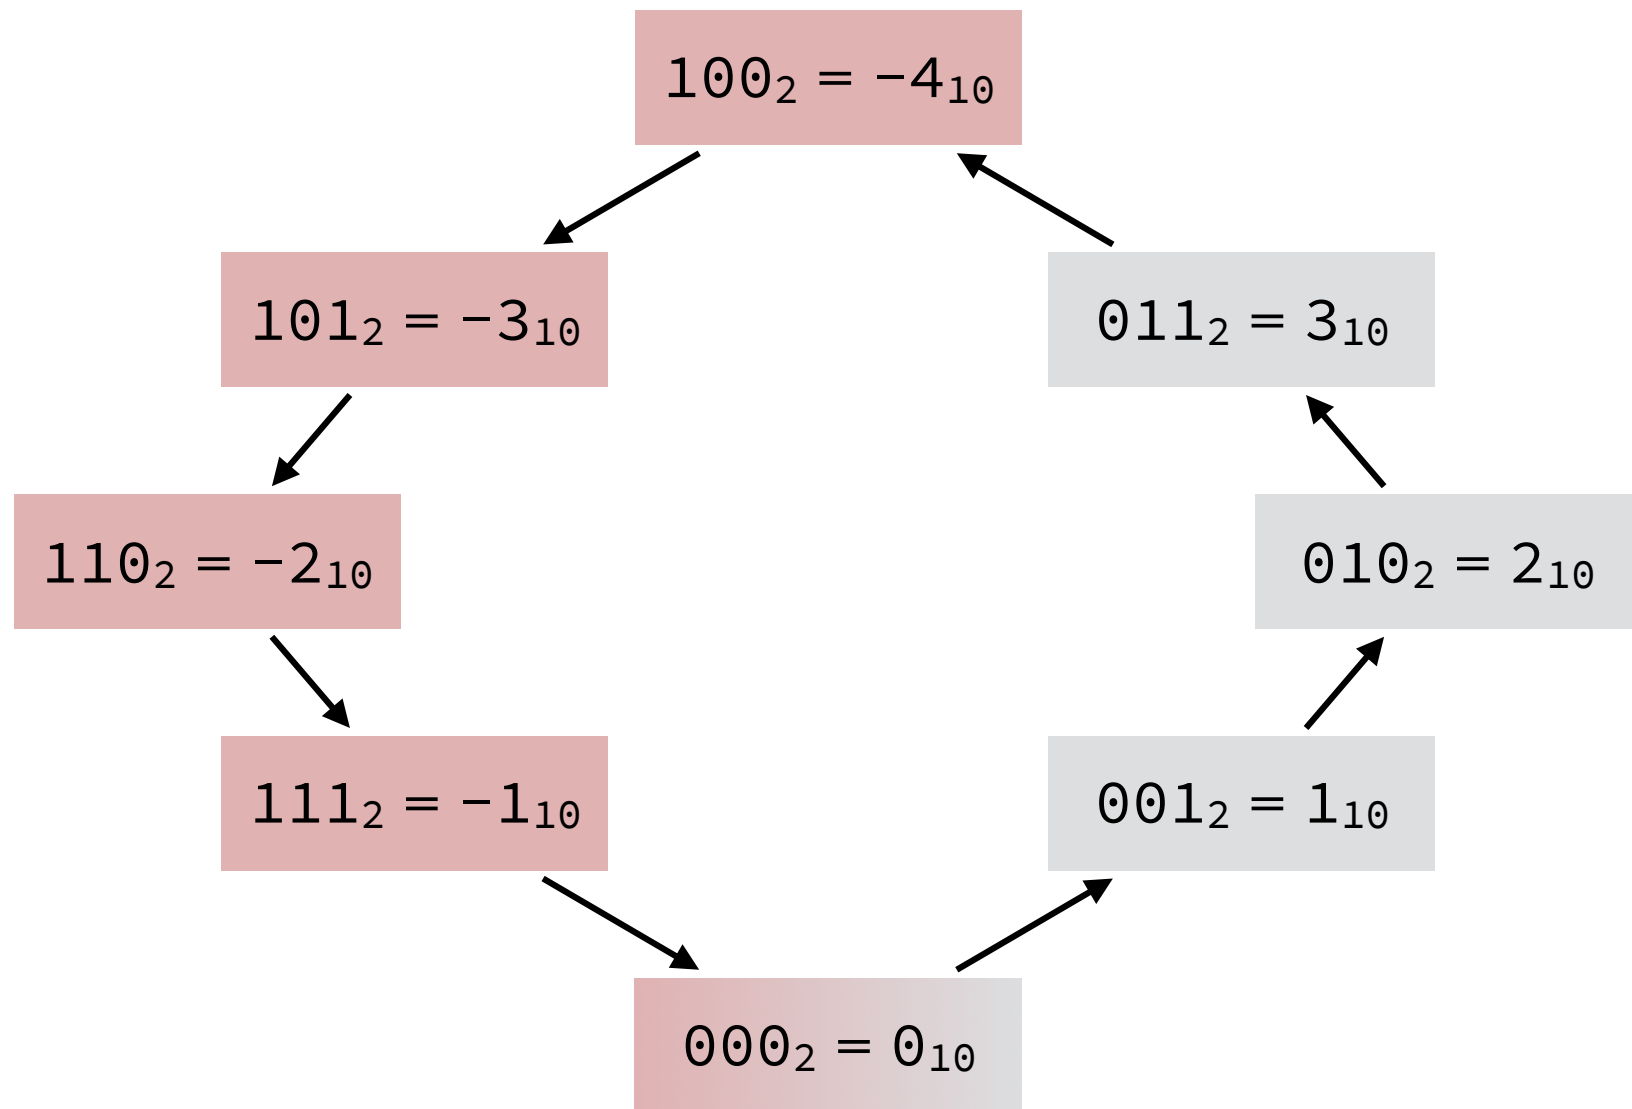 100₂ = −4₁₀
101₂ = −3₁₀
011₂ = 3₁₀
110₂ = −2₁₀
010₂ = 2₁₀
111₂ = −1₁₀
001₂ = 1₁₀
000₂ = 0₁₀